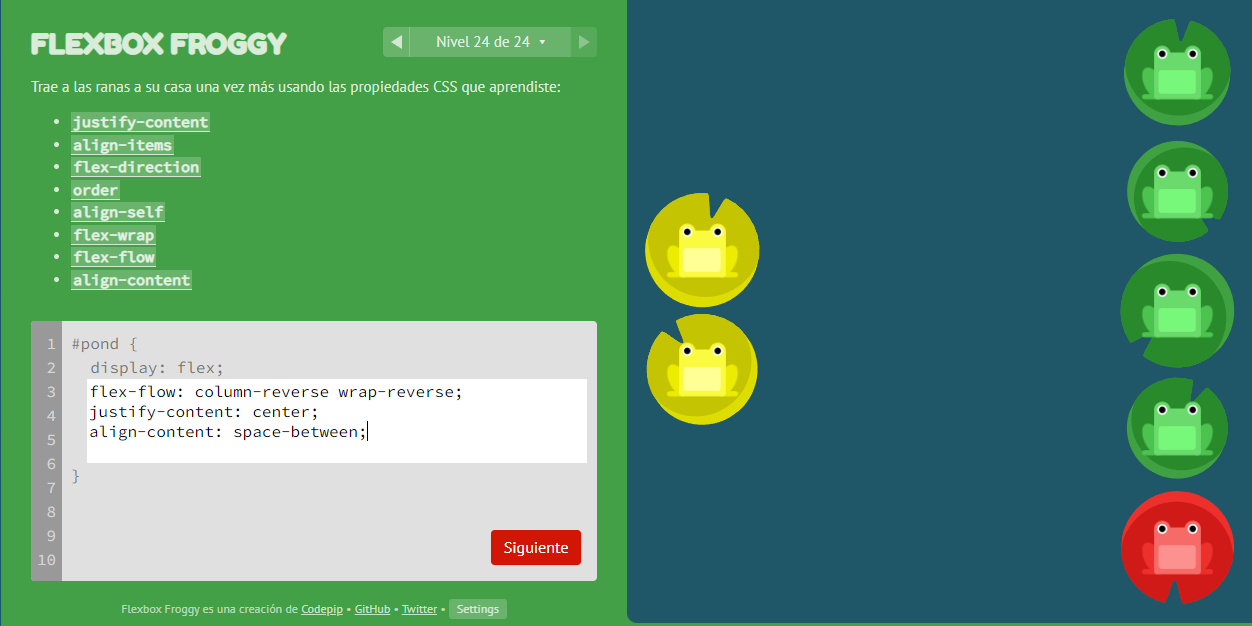 FLEXBOX FROGGY
◀ Nivel 24 de 24 ▼ ▶
Trae a las ranas a su casa una vez más usando las propiedades CSS que aprendiste:
• justify-content
• align-items
• flex-direction
• order
• align-self
• flex-wrap
• flex-flow
• align-content
1 #pond {
2 display: flex;
3 flex-flow: column-reverse wrap-reverse;
4 justify-content: center;
5 align-content: space-between;
6
7 }
8
9
10
Siguiente
Flexbox Froggy es una creación de Codepip • GitHub • Twitter • Settings